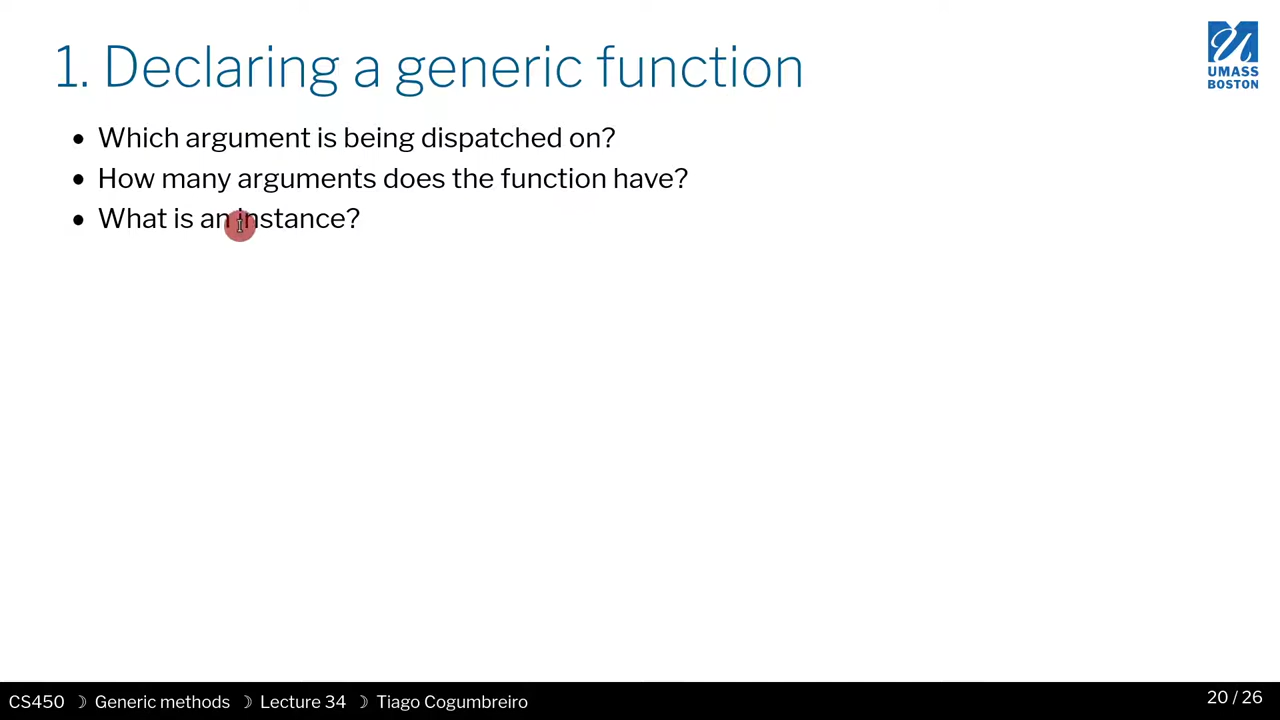 1. Declaring a generic function
UMASS
BOSTON
• Which argument is being dispatched on?
• How many arguments does the function have?
• What is an instance?
CS450 ☽ Generic methods ☽ Lecture 34 ☽ Tiago Cogumbreiro
20 / 26